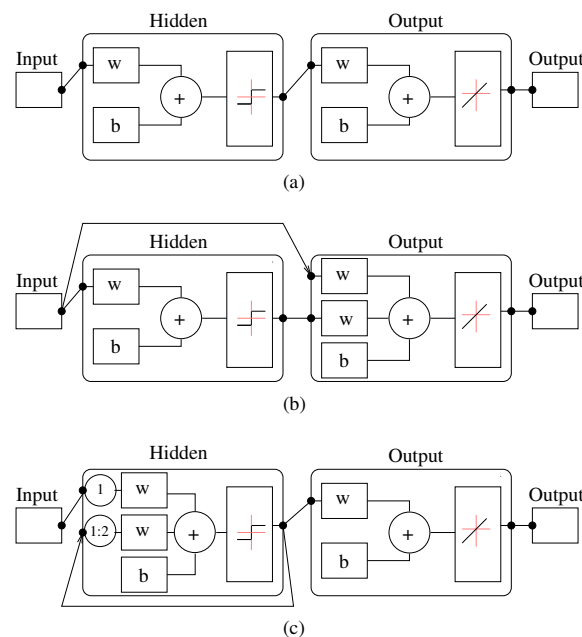 Hidden Output
Input Output
w w
+ +
b b
(a)
Hidden Output
Input Output
w w
w
+ +
b b
(b)
Hidden Output
Input Output
1 w w
1:2 w + +
b b
(c)